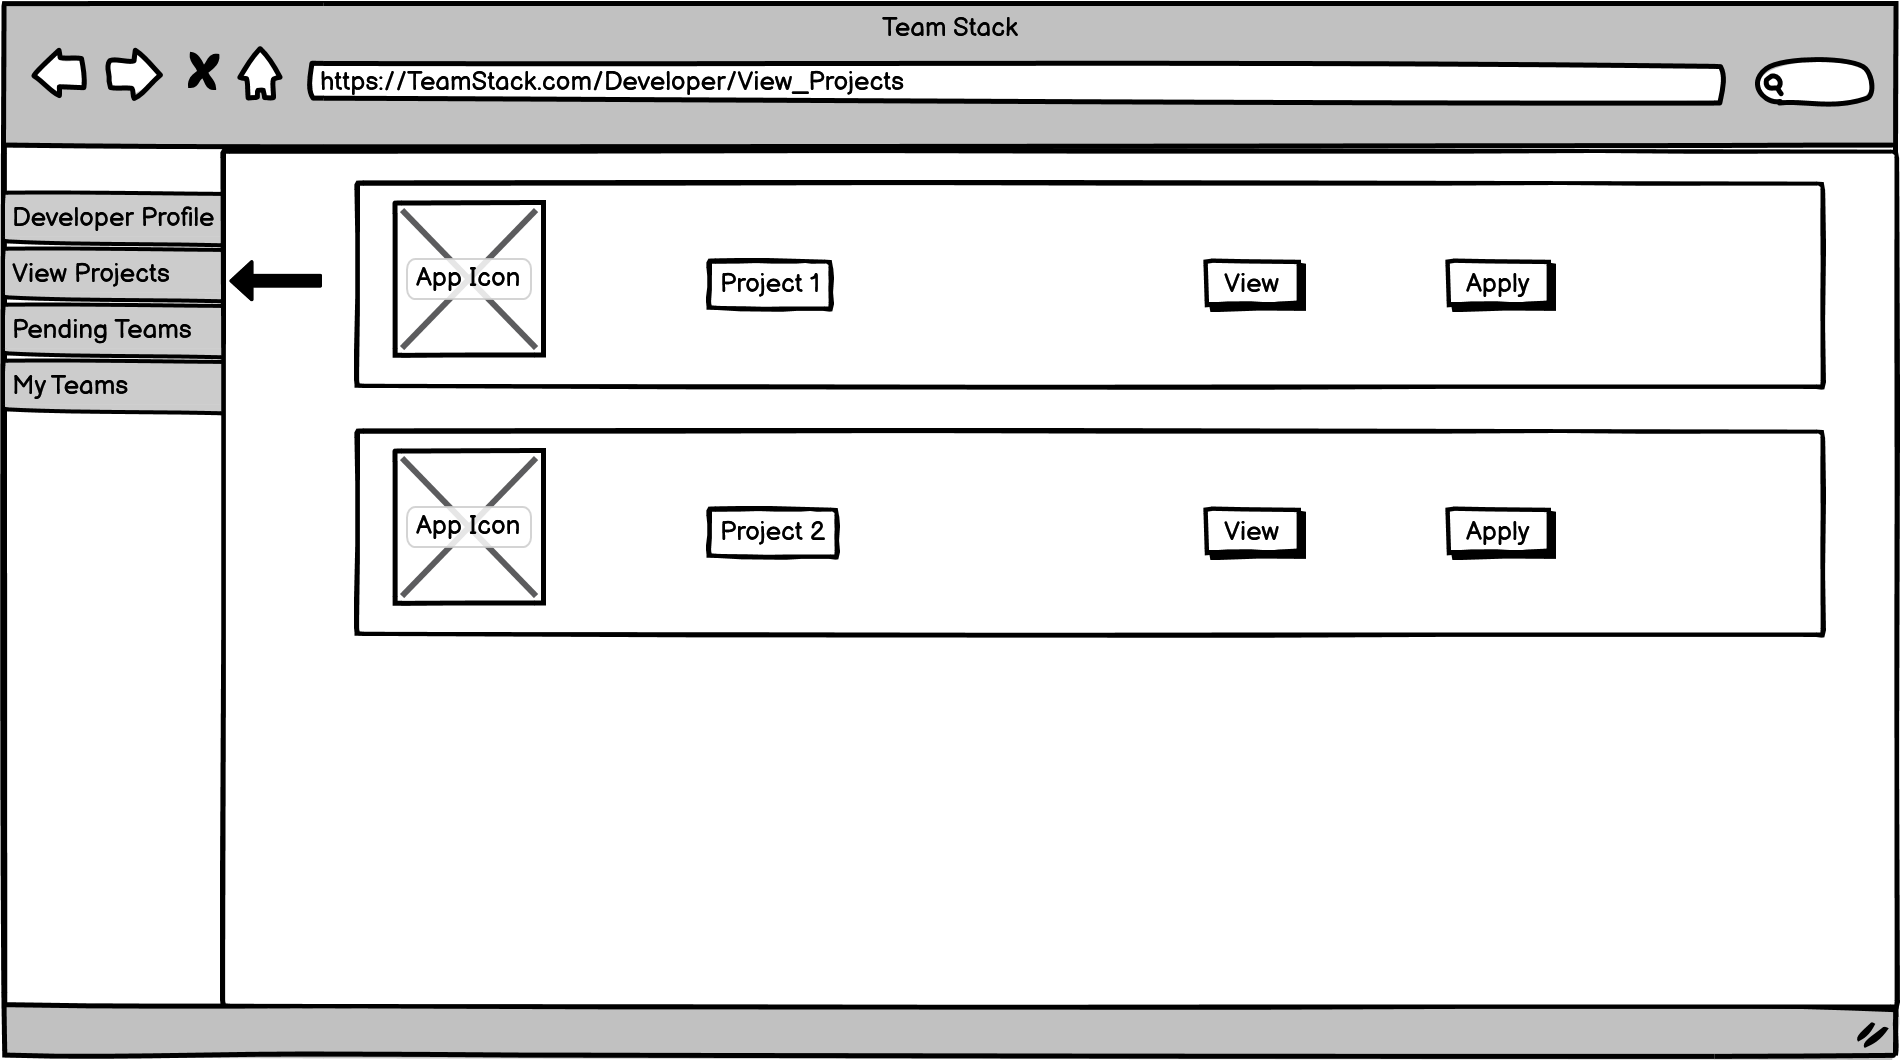 Team Stack
https://TeamStack.com/Developer/View_Projects
Developer Profile
View Projects
Pending Teams
My Teams
App Icon
Project 1
View
Apply
App Icon
Project 2
View
Apply